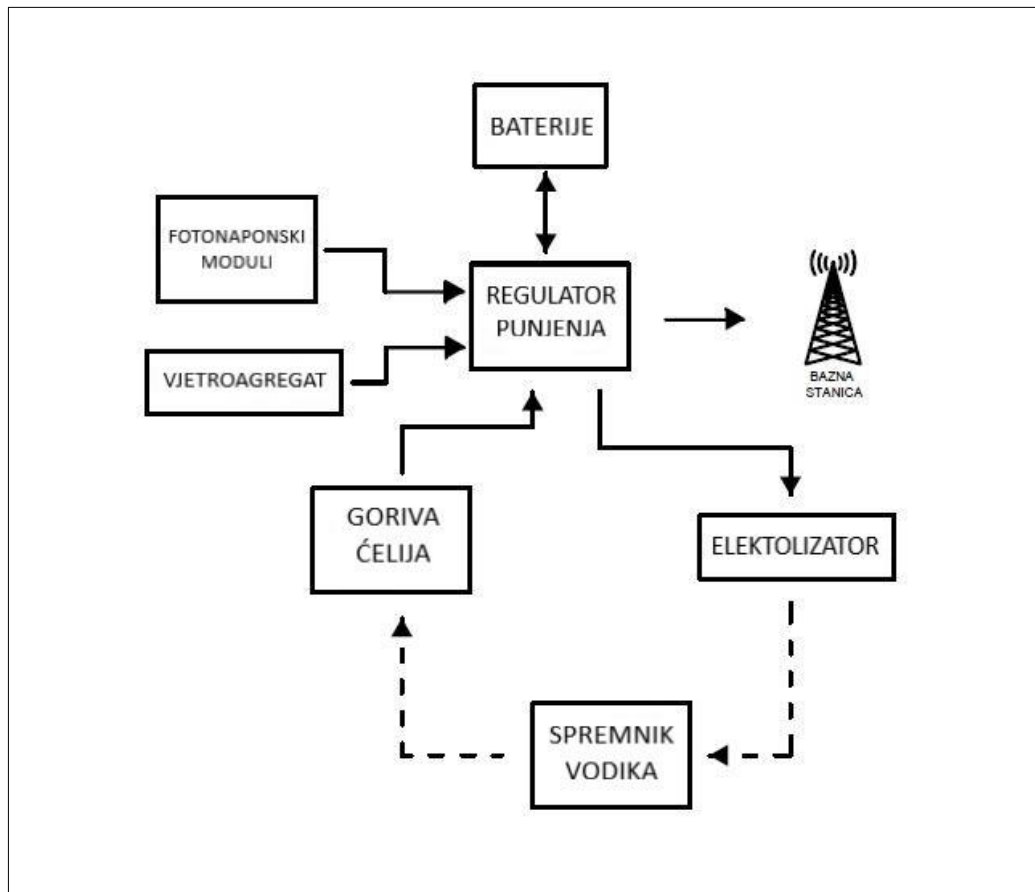 BATERIJE
FOTONAPONSKI
MODULI
REGULATOR
PUNJENJA
VJETROAGREGAT
BAZNA
STANICA
GORIVA
ĆELIJA
ELEKTOLIZATOR
SPREMNIK
VODIKA